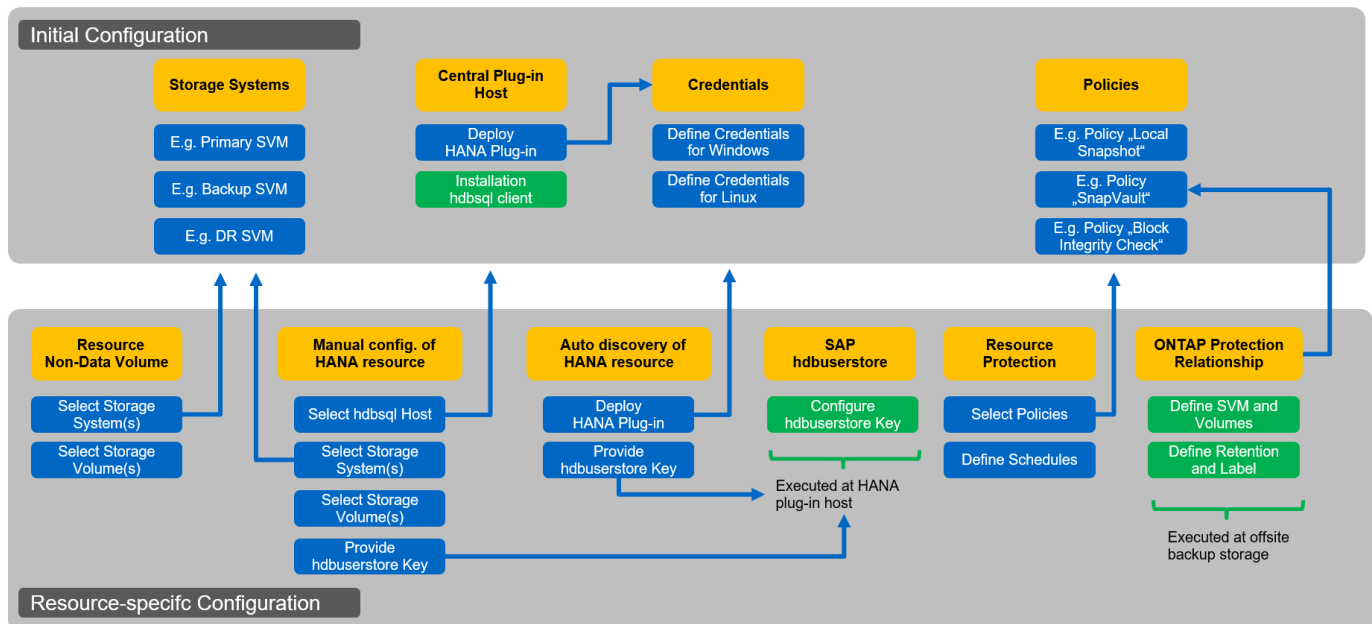 Initial Configuration
Storage Systems
E.g. Primary SVM
E.g. Backup SVM
E.g. DR SVM
Central Plug-in
Host
Deploy
HANA Plug-in
Installation
hdbsql client
Credentials
Define Credentials
for Windows
Define Credentials
for Linux
Policies
E.g. Policy „Local
Snapshot“
E.g. Policy
„SnapVault“
E.g. Policy „Block
Integrity Check“
Resource
Non-Data Volume
Select Storage
System(s)
Select Storage
Volume(s)
Manual config. of
HANA resource
Select hdbsql Host
Select Storage
System(s)
Select Storage
Volume(s)
Provide
hdbuserstore Key
Auto discovery of
HANA resource
Deploy
HANA Plug-in
Provide
hdbuserstore Key
SAP
hdbuserstore
Configure
hdbuserstore Key
Executed at HANA
plug-in host
Resource
Protection
Select Policies
Define Schedules
ONTAP Protection
Relationship
Define SVM and
Volumes
Define Retention
and Label
Executed at offsite
backup storage
Resource-specifc Configuration